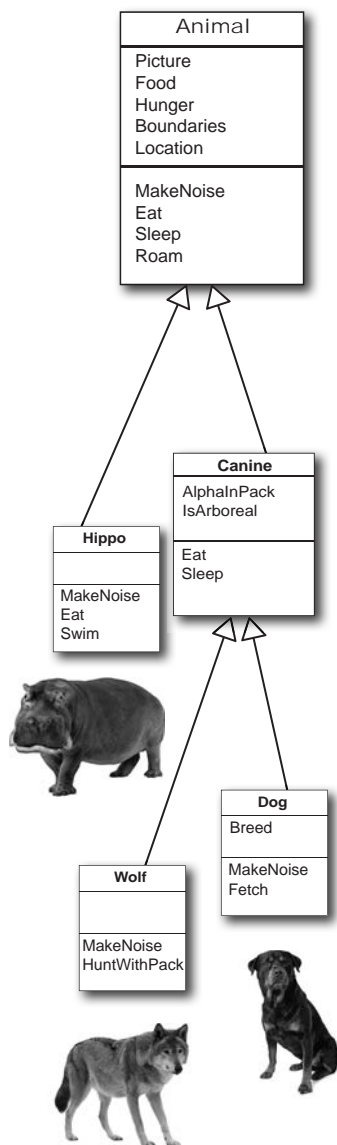 Animal
Picture
Food
Hunger
Boundaries
Location
MakeNoise
Eat
Sleep
Roam
Canine
AlphaInPack
IsArboreal
Eat
Sleep
Hippo
MakeNoise
Eat
Swim
Dog
Breed
MakeNoise
Fetch
Wolf
MakeNoise
HuntWithPack